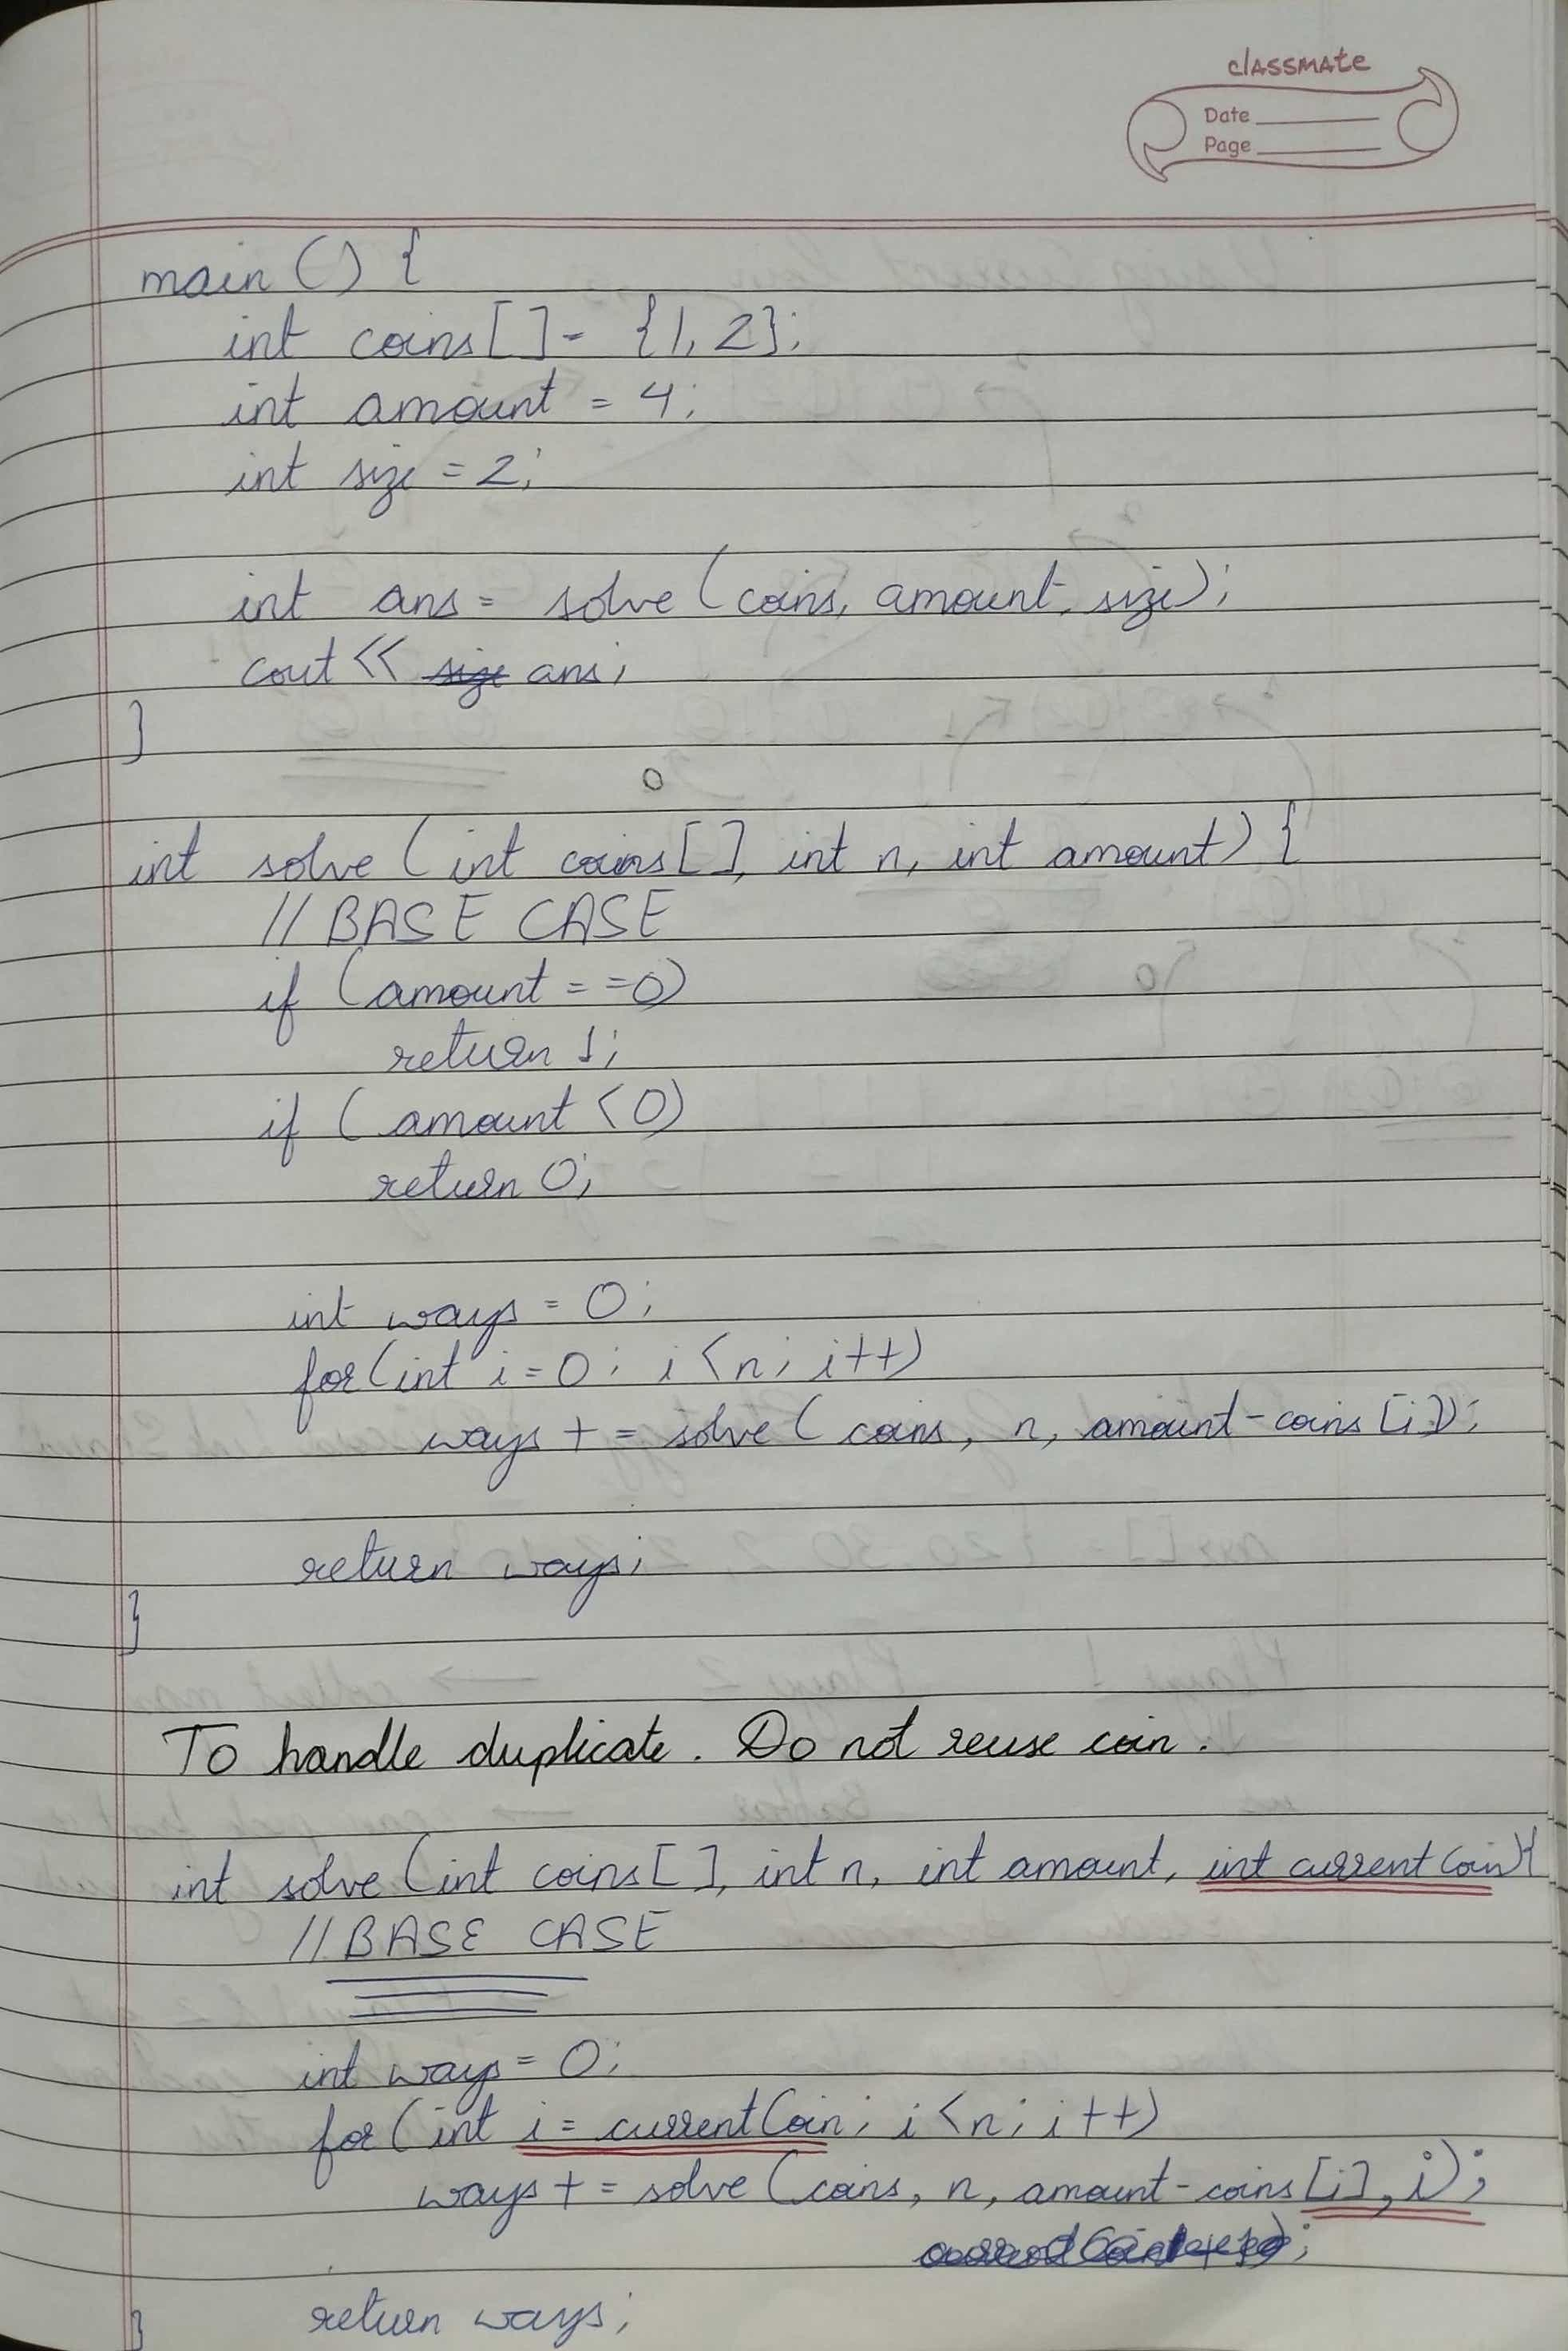 classmate
Date
Page
main () {
int coins [ ] = {1, 2};
int amount = 4;
int size = 2;
int ans = solve (coins, amount, size);
cout << size ans;
}
int solve (int coins [ ], int n, int amount) {
// BASE CASE
if (amount == 0)
return 1;
if (amount < 0)
return 0;
int ways = 0;
for (int i = 0; i < n; i++)
ways += solve ( coins, n, amount - coins [i]);
return ways;
}
To handle duplicate. Do not reuse coin.
int solve (int coins [ ], int n, int amount, int currentCoin){
// BASE CASE
int ways = 0;
for (int i = currentCoin; i < n; i++)
ways += solve (coins, n, amount - coins [i], i);
return ways;
}